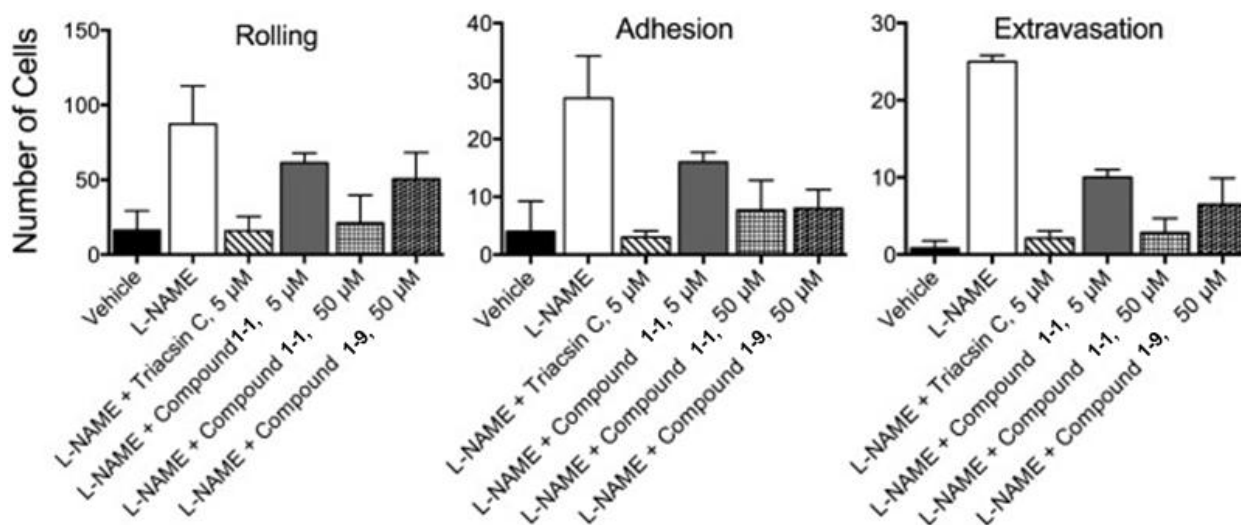 Number of Cells
Rolling
150
100
50
0
Vehicle
L-NAME
L-NAME + Triacsin C, 5 µM
L-NAME + Compound 1-1, 5 µM
L-NAME + Compound 1-1, 50 µM
L-NAME + Compound 1-9, 50 µM
Adhesion
40
30
20
10
0
Vehicle
L-NAME
L-NAME + Triacsin C, 5 µM
L-NAME + Compound 1-1, 5 µM
L-NAME + Compound 1-1, 50 µM
L-NAME + Compound 1-9, 50 µM
Extravasation
30
20
10
0
Vehicle
L-NAME
L-NAME + Triacsin C, 5 µM
L-NAME + Compound 1-1, 5 µM
L-NAME + Compound 1-1, 50 µM
L-NAME + Compound 1-9, 50 µM